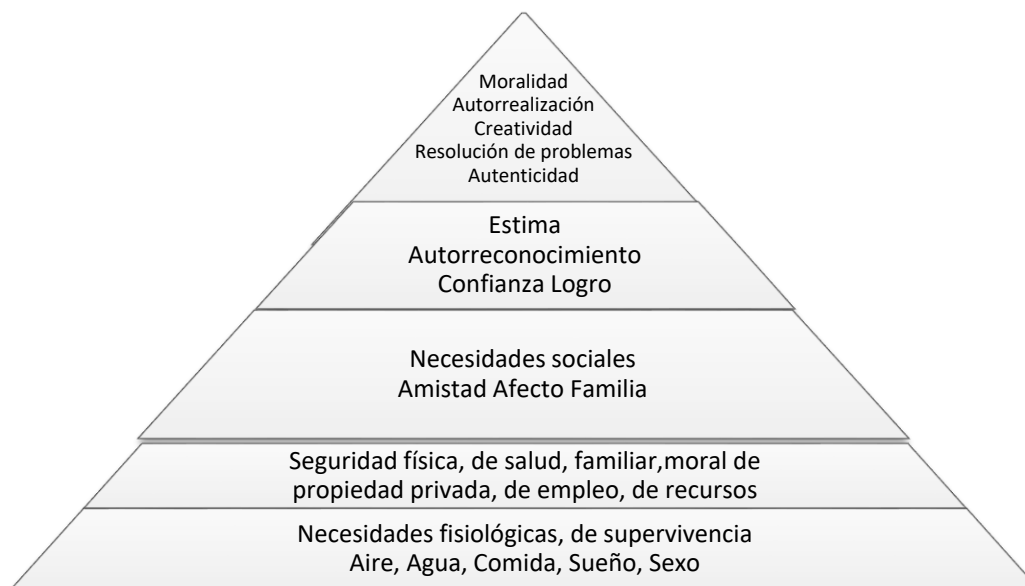 Moralidad
Autorrealización
Creatividad
Resolución de problemas
Autenticidad
Estima
Autorreconocimiento
Confianza Logro
Necesidades sociales
Amistad Afecto Familia
Seguridad física, de salud, familiar,moral de
propiedad privada, de empleo, de recursos
Necesidades fisiológicas, de supervivencia
Aire, Agua, Comida, Sueño, Sexo